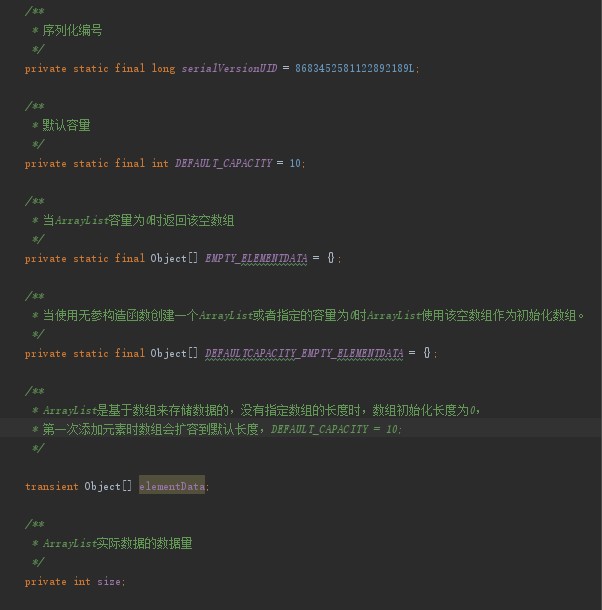 /**
 * 序列化编号
 */
private static final long serialVersionUID = 8683452581122892189L;
/**
 * 默认容量
 */
private static final int DEFAULT_CAPACITY = 10;
/**
 * 当ArrayList容量为0时返回该空数组
 */
private static final Object[] EMPTY_ELEMENTDATA = {};
/**
 * 当使用无参构造函数创建一个ArrayList或者指定的容量为0时ArrayList使用该空数组作为初始化数组。
 */
private static final Object[] DEFAULTCAPACITY_EMPTY_ELEMENTDATA = {};
/**
 * ArrayList是基于数组来存储数据的，没有指定数组的长度时，数组初始化长度为0，
 * 第一次添加元素时数组会扩容到默认长度，DEFAULT_CAPACITY = 10;
 */
transient Object[] elementData;
/**
 * ArrayList实际数据的数据量
 */
private int size;